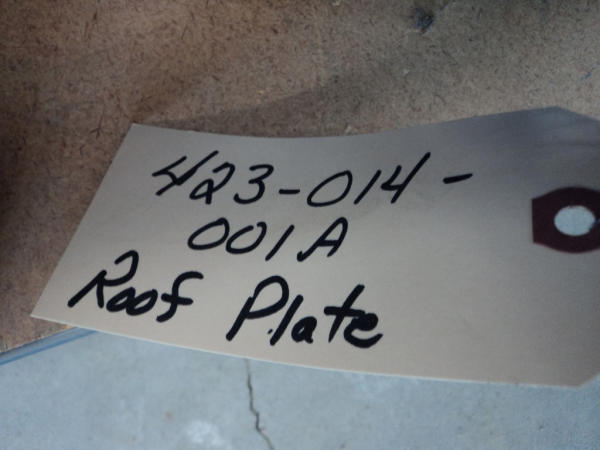 423-014-
001A
Roof Plate